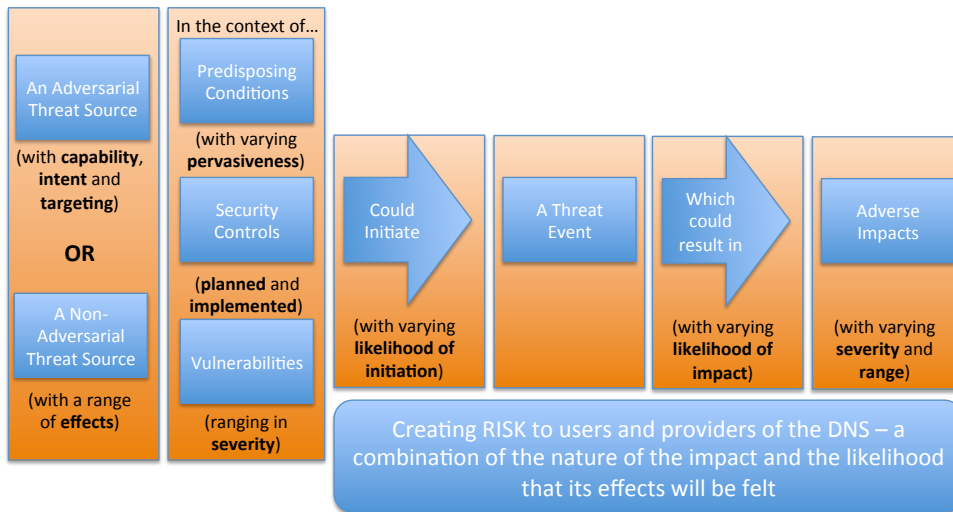 An Adversarial
Threat Source
(with capability,
intent and
targeting)
OR
A Non-
Adversarial
Threat Source
(with a range
of effects)
In the context of…
Predisposing
Conditions
(with varying
pervasiveness)
Security
Controls
(planned and
implemented)
Vulnerabilities
(ranging in
severity)
Could
Initiate
(with varying
likelihood of
initiation)
A Threat
Event
Which
could
result in
(with varying
likelihood of
impact)
Adverse
Impacts
(with varying
severity and
range)
Creating RISK to users and providers of the DNS – a
combination of the nature of the impact and the likelihood
that its effects will be felt